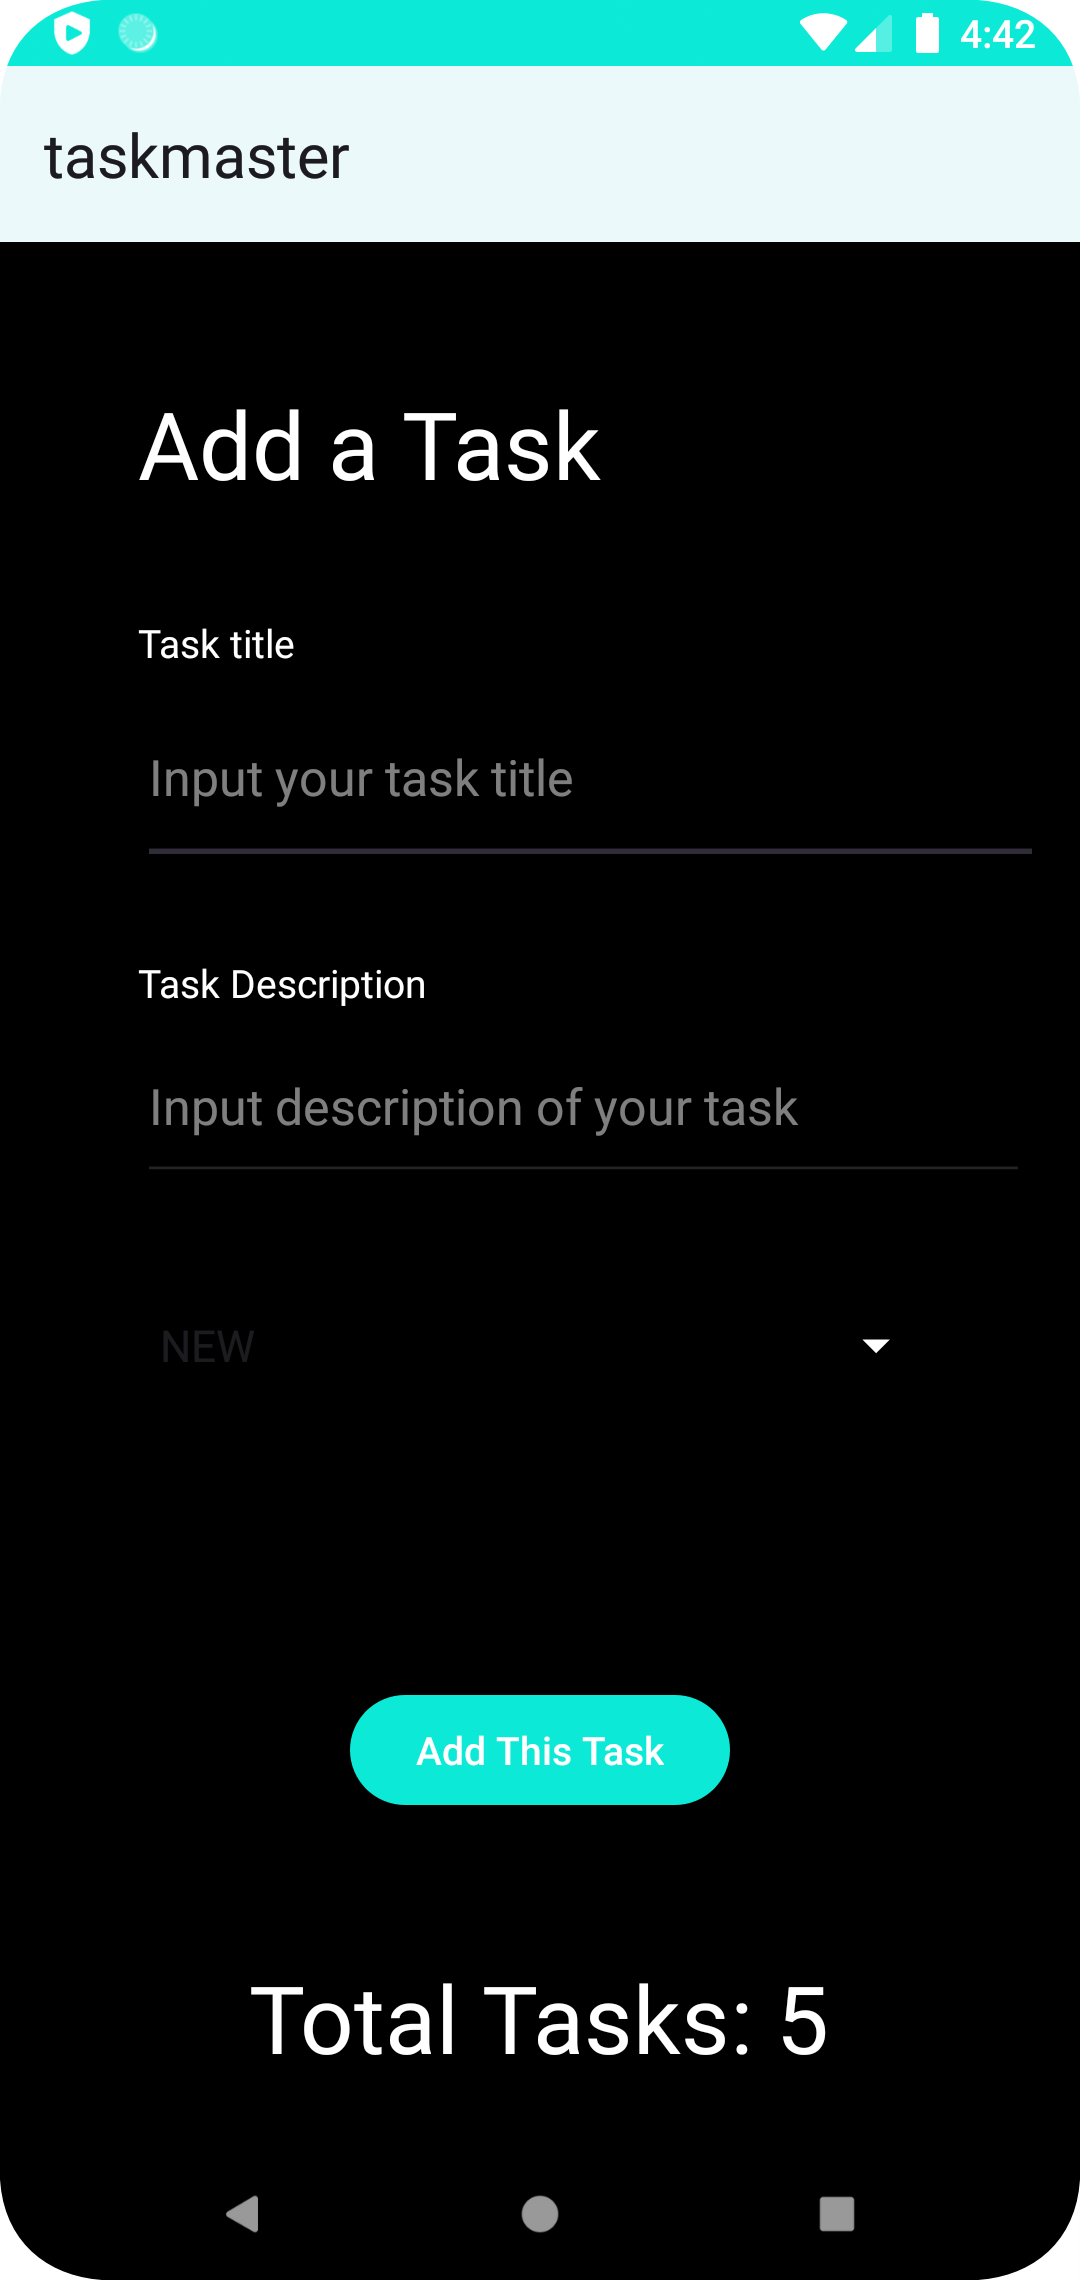 4:42
taskmaster
Add a Task
Task title
Input your task title
Task Description
Input description of your task
NEW
Add This Task
Total Tasks: 5